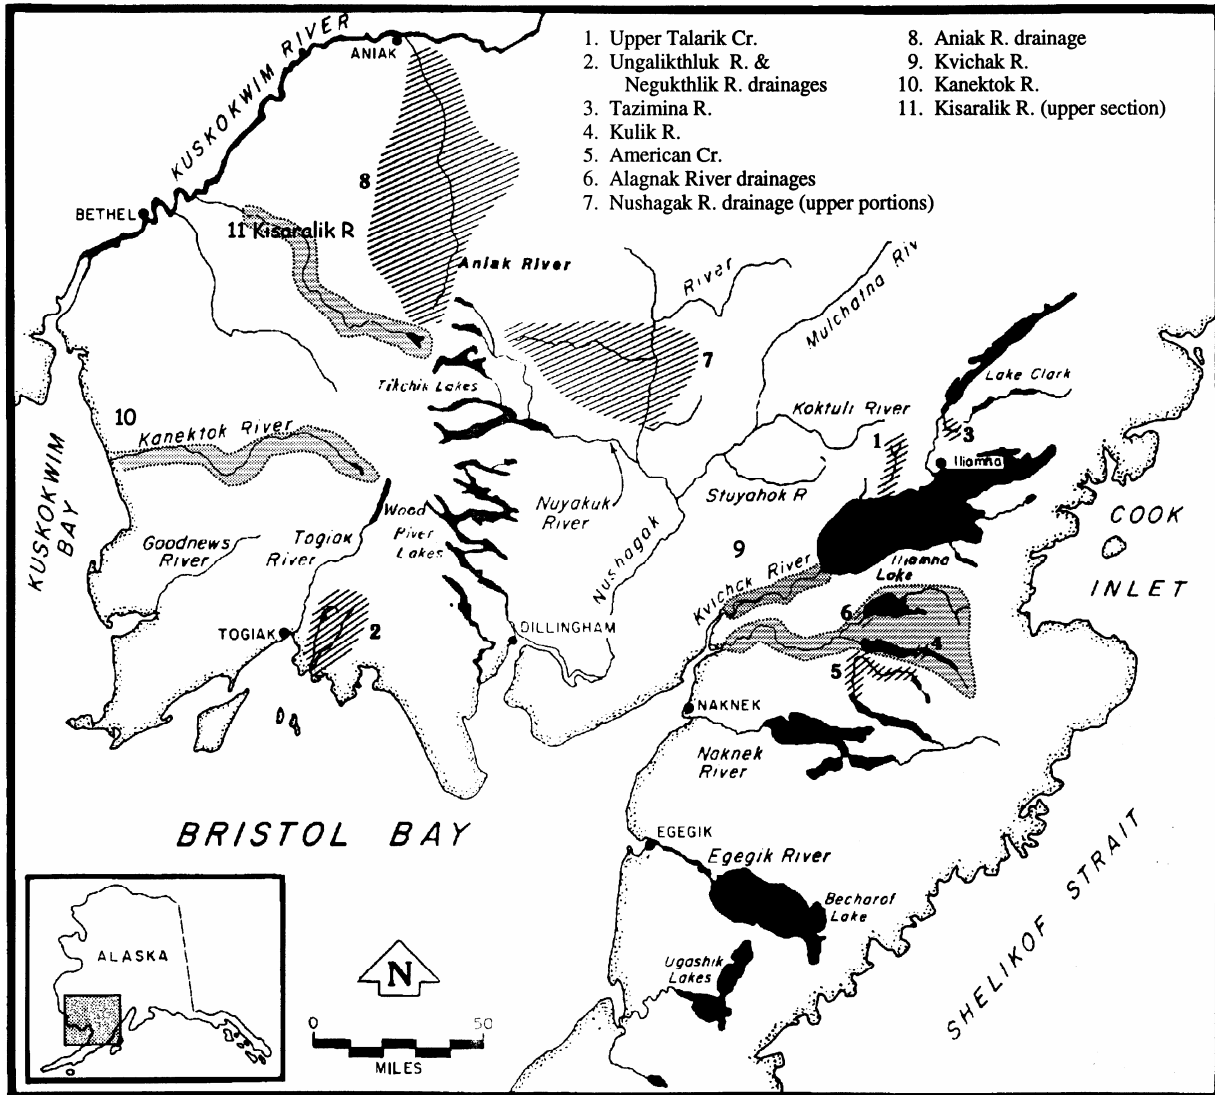 KUSKOKWIM RIVER
ANIAK
1. Upper Talarik Cr.
2. Ungalikthluk R. &
Negukthlik R. drainages
3. Tazimina R.
4. Kulik R.
5. American Cr.
6. Alagnak River drainages
7. Nushagak R. drainage (upper portions)
8. Aniak R. drainage
9. Kvichak R.
10. Kanektok R.
11. Kisaralik R. (upper section)
8
BETHEL
11 Kisaralik R
Aniak River
River
Mulchatna Riv
7
Tikchik Lakes
Lake Clark
10
Kanektok River
Koktuli River
1
3
Iliamna
KUSKOKWIM
BAY
Wood
River
Lakes
Nuyakuk
River
Stuyahok R
Goodnews
River
Togiak
River
Nushagak
COOK
INLET
9
Kvichak River
Iliamna
Lake
6
TOGIAK
2
DILLINGHAM
4
5
NAKNEK
Naknek
River
BRISTOL BAY
EGEGIK
Egegik River
Becharof
Lake
Ugashik
Lakes
SHELIKOF STRAIT
ALASKA
N
0 50
MILES